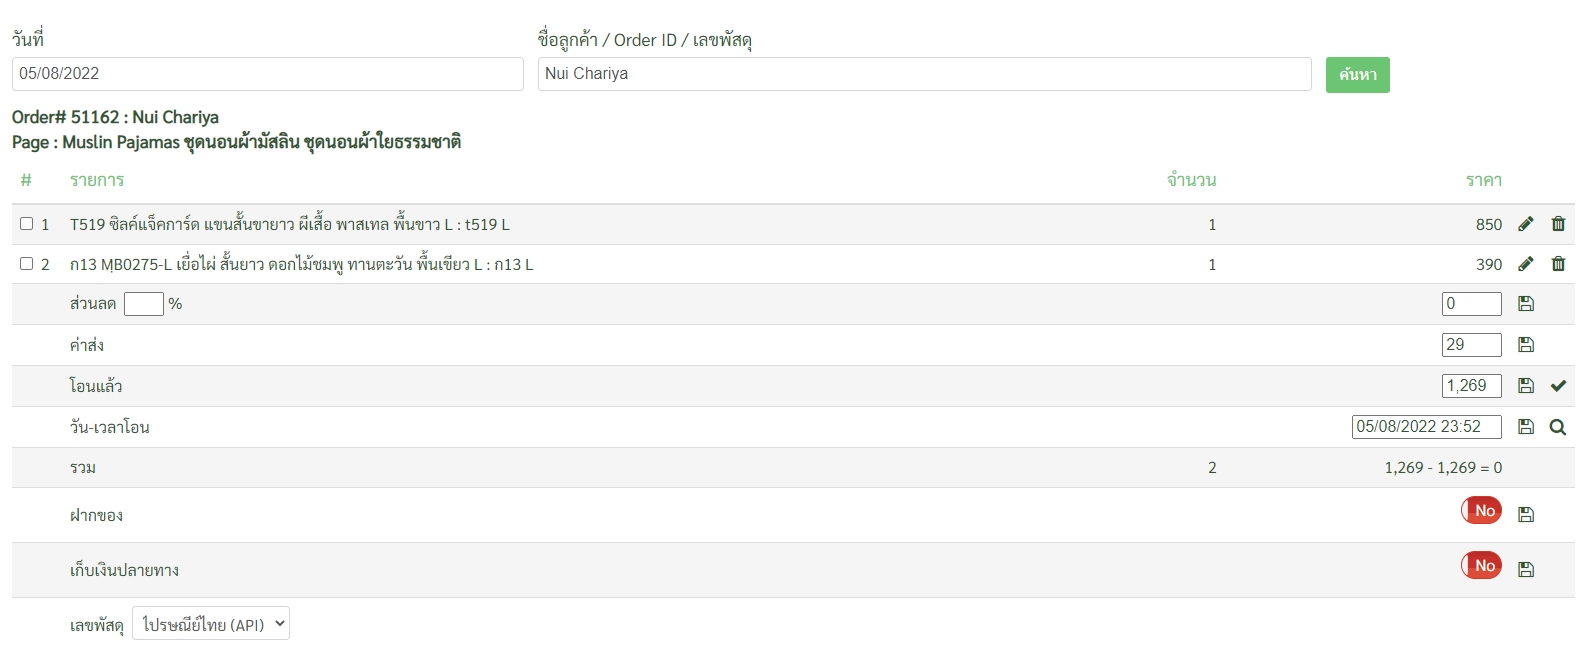 วันที่ ชื่อลูกค้า / Order ID / เลขพัสดุ
05/08/2022 Nui Chariya ค้นหา
Order# 51162 : Nui Chariya
Page : Muslin Pajamas ชุดนอนผ้ามัสลิน ชุดนอนผ้าใยธรรมชาติ
# รายการ จำนวน ราคา
1 T519 ซิลค์แจ็คการ์ด แขนสั้นขายาว ผีเสื้อ พาสเทล พื้นขาว L : t519 L 1 850
2 ก13 MB0275-L เยื่อไผ่ สั้นยาว ดอกไม้ชมพู ทานตะวัน พื้นเขียว L : ก13 L 1 390
ส่วนลด % 0
ค่าส่ง 29
โอนแล้ว 1,269
วัน-เวลาโอน 05/08/2022 23:52
รวม 2 1,269 - 1,269 = 0
ฝากของ No
เก็บเงินปลายทาง No
เลขพัสดุ ไปรษณีย์ไทย (API)